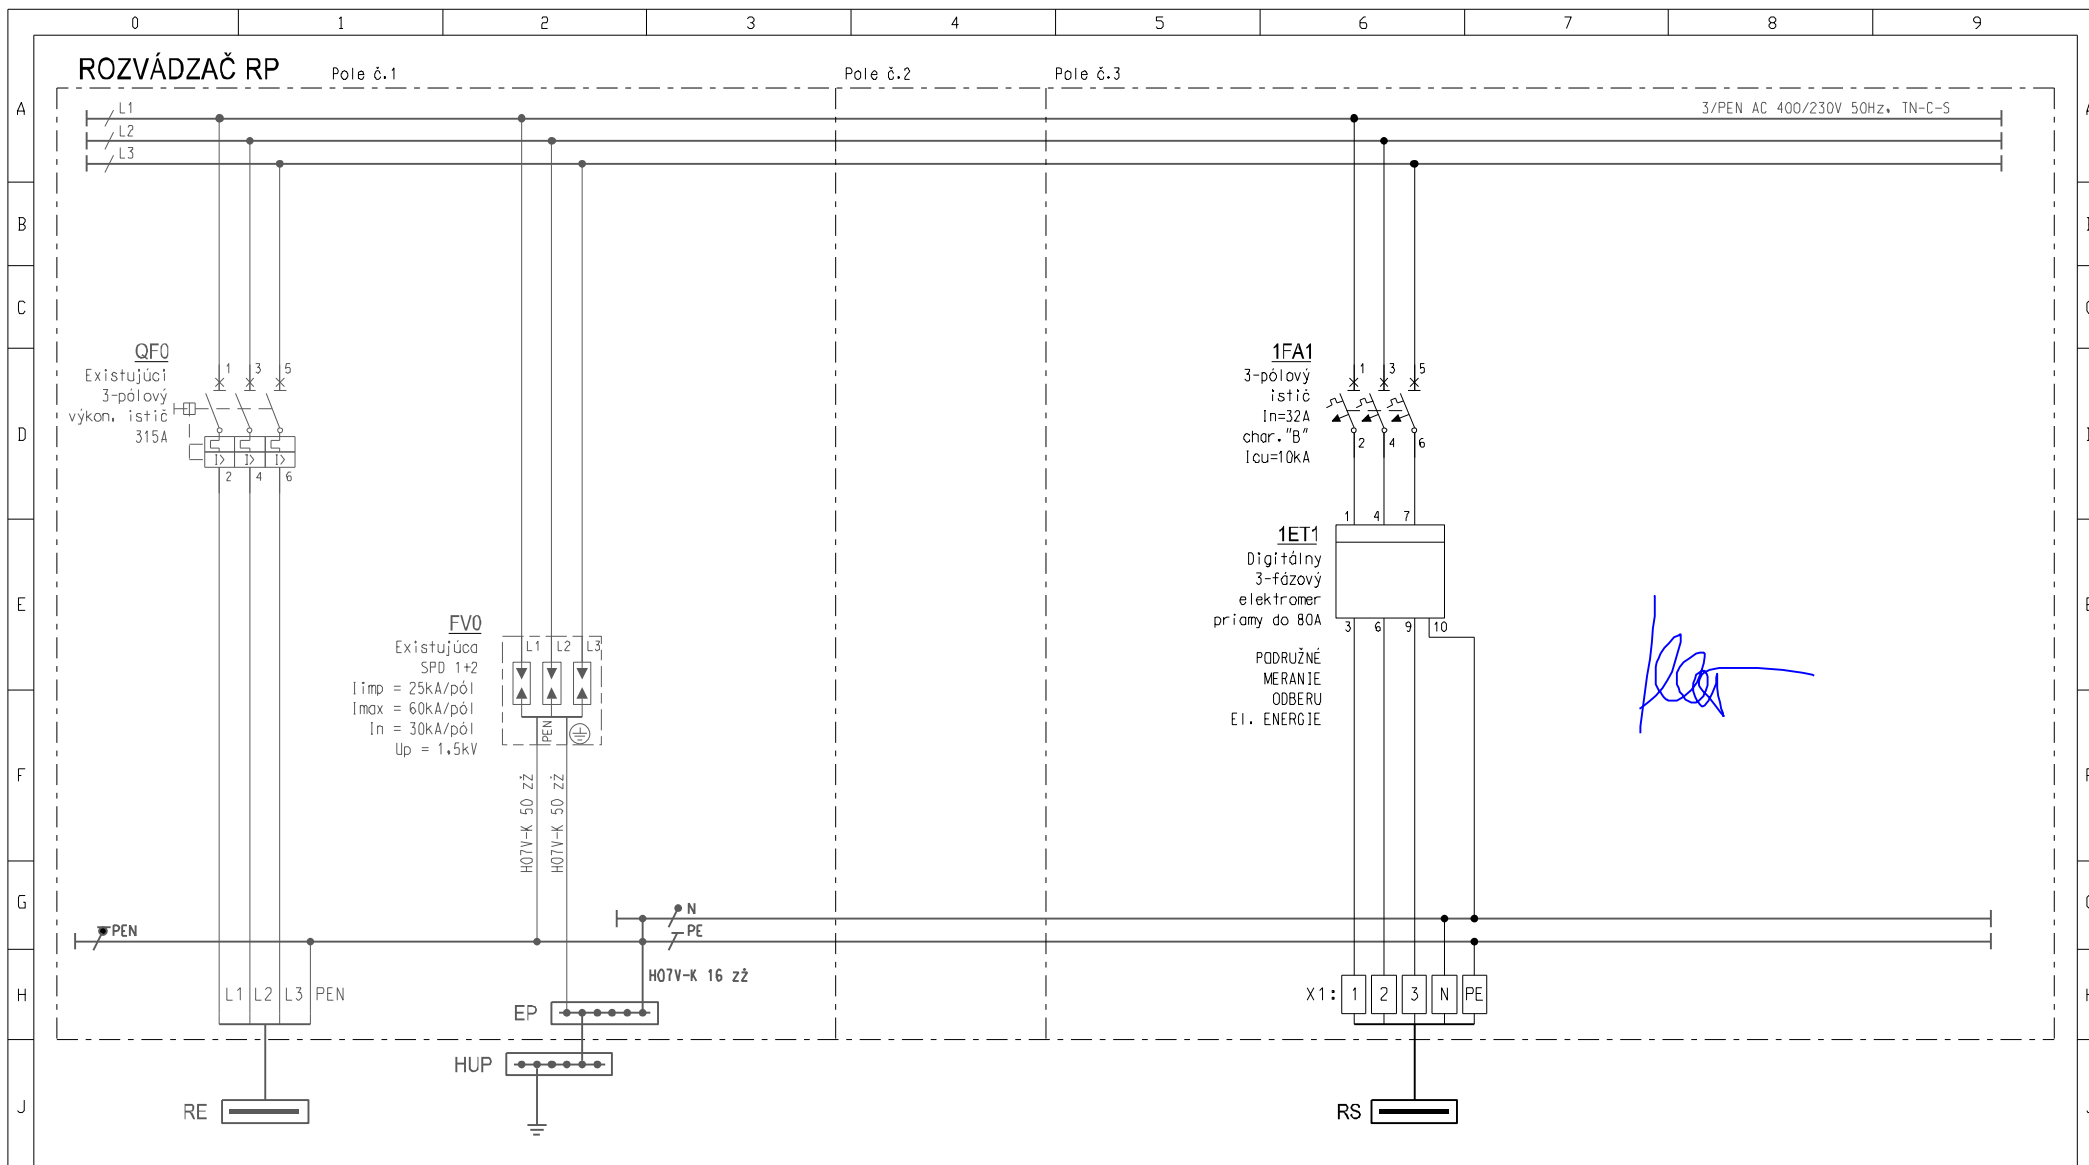 0 1 2 3 4 5 6 7 8 9
ROZVÁDZAČ RP
Pole č.1
Pole č.2
Pole č.3
A
B
C
D
E
F
G
H
J
L1
L2
L3
3/PEN AC 400/230V 50Hz. TN-C-S
QF0
Existujúci
3-pólový
výkon. istič
315A
1 3 5
I> I> I>
2 4 6
FV0
Existujúca
SPD 1+2
Iimp = 25kA/pól
Imax = 60kA/pól
In = 30kA/pól
Up = 1.5kV
L1 L2 L3
PEN
H07V-K 50 zž
H07V-K 50 zž
1FA1
3-pólový
istič
In=32A
char."B"
Icu=10kA
1 3 5
2 4 6
1ET1
Digitálny
3-fázový
elektromer
priamy do 80A
1 4 7
3 6 9 10
PODRUŽNÉ
MERANIE
ODBERU
El. ENERGIE
PEN
N
PE
H07V-K 16 zž
L1 L2 L3 PEN
EP
HUP
RE
X1: 1 2 3 N PE
RS